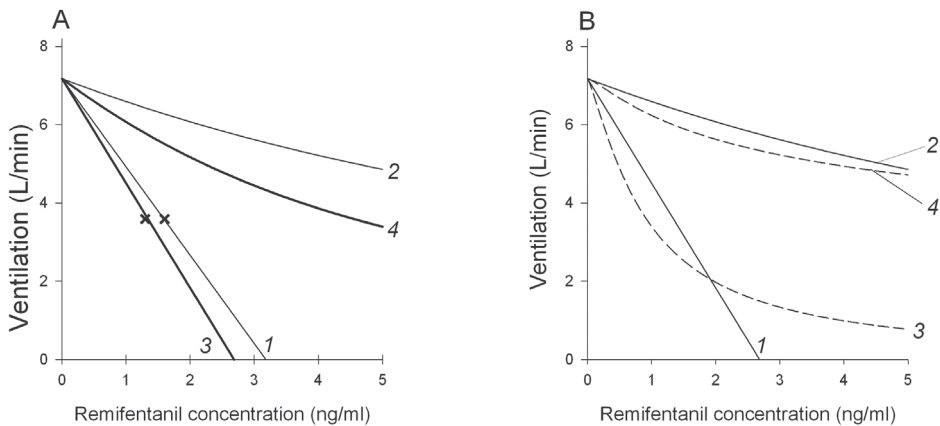 A
8
6
4
2
0
Ventilation (L/min)
2
4
3
1
0 1 2 3 4 5
Remifentanil concentration (ng/ml)
B
8
6
4
2
0
Ventilation (L/min)
2
4
3
1
0 1 2 3 4 5
Remifentanil concentration (ng/ml)